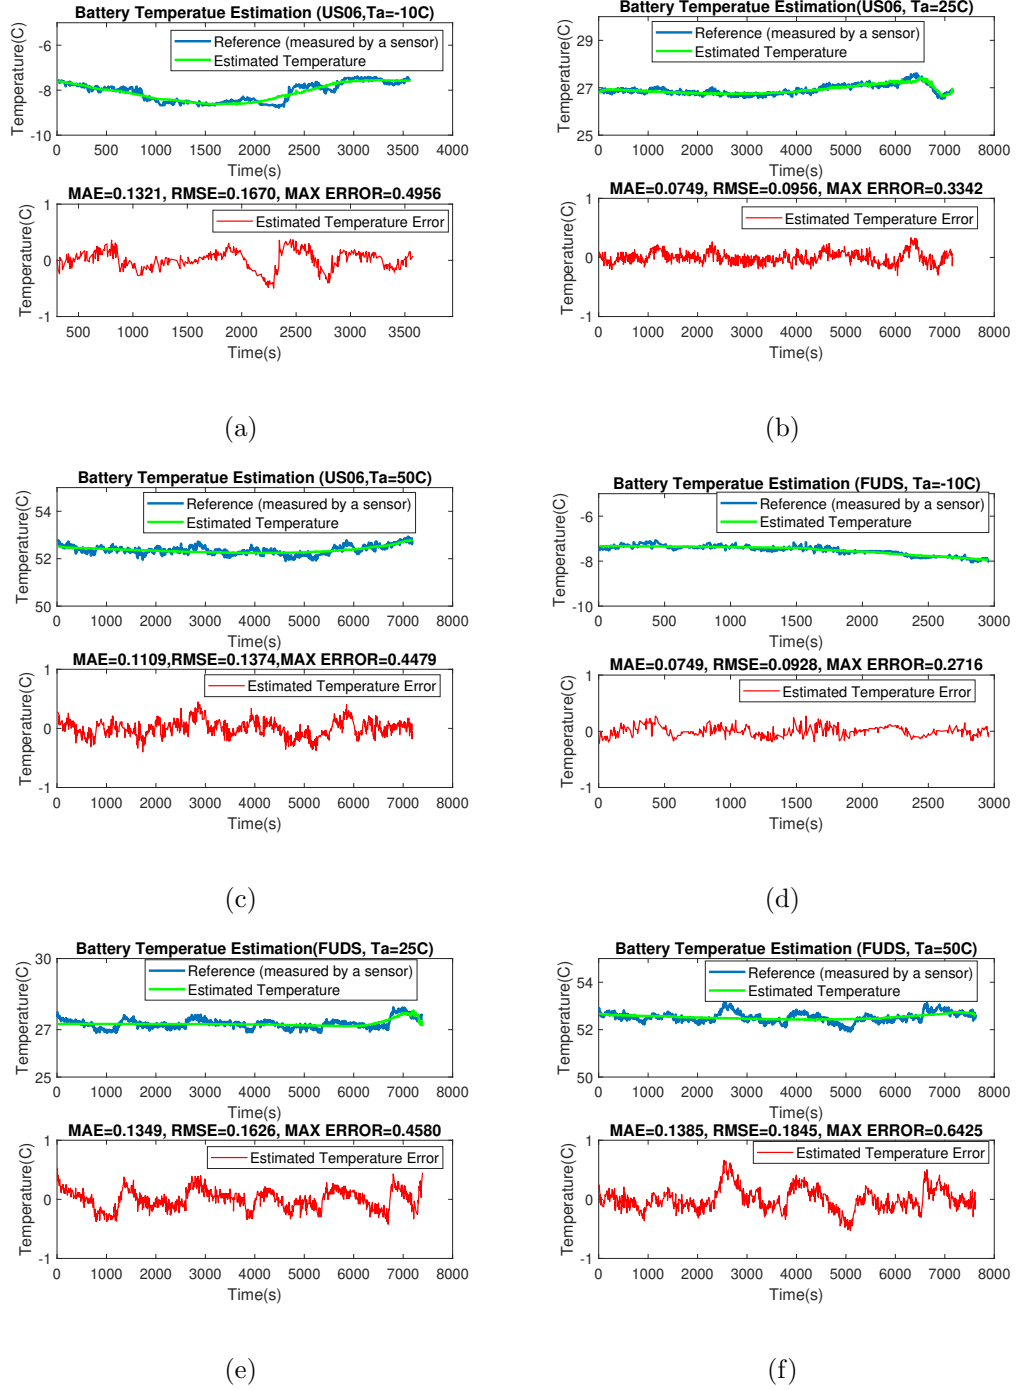 Battery Temperatue Estimation (US06,Ta=-10C)
Temperature(C)
-6
-8
-10
Reference (measured by a sensor)
Estimated Temperature
0 500 1000 1500 2000 2500 3000 3500 4000
Time(s)
MAE=0.1321, RMSE=0.1670, MAX ERROR=0.4956
Temperature(C)
1
0
-1
Estimated Temperature Error
500 1000 1500 2000 2500 3000 3500
Time(s)
(a)
Battery Temperatue Estimation(US06, Ta=25C)
Temperature(C)
29
27
25
Reference (measured by a sensor)
Estimated Temperature
0 1000 2000 3000 4000 5000 6000 7000 8000
Time(s)
MAE=0.0749, RMSE=0.0956, MAX ERROR=0.3342
Temperature(C)
1
0
-1
Estimated Temperature Error
0 1000 2000 3000 4000 5000 6000 7000 8000
Time(s)
(b)
Battery Temperatue Estimation (US06,Ta=50C)
Temperature(C)
54
52
50
Reference (measured by a sensor)
Estimated Temperature
0 1000 2000 3000 4000 5000 6000 7000 8000
Time(s)
MAE=0.1109,RMSE=0.1374,MAX ERROR=0.4479
Temperature(C)
1
0
-1
Estimated Temperature Error
0 1000 2000 3000 4000 5000 6000 7000 8000
Time(s)
(c)
Battery Temperatue Estimation (FUDS, Ta=-10C)
Temperature(C)
-6
-8
-10
Reference (measured by a sensor)
Estimated Temperature
0 500 1000 1500 2000 2500 3000
Time(s)
MAE=0.0749, RMSE=0.0928, MAX ERROR=0.2716
Temperature(C)
1
0
-1
Estimated Temperature Error
0 500 1000 1500 2000 2500 3000
Time(s)
(d)
Battery Temperatue Estimation(FUDS, Ta=25C)
Temperature(C)
30
27
25
Reference (measured by a sensor)
Estimated Temperature
0 1000 2000 3000 4000 5000 6000 7000 8000
Time(s)
MAE=0.1349, RMSE=0.1626, MAX ERROR=0.4580
Temperature(C)
1
0
-1
Estimated Temperature Error
0 1000 2000 3000 4000 5000 6000 7000 8000
Time(s)
(e)
Battery Temperatue Estimation (FUDS, Ta=50C)
Temperature(C)
54
52
50
Reference (measured by a sensor)
Estimated Temperature
0 1000 2000 3000 4000 5000 6000 7000 8000
Time(s)
MAE=0.1385, RMSE=0.1845, MAX ERROR=0.6425
Temperature(C)
1
0
-1
Estimated Temperature Error
0 1000 2000 3000 4000 5000 6000 7000 8000
Time(s)
(f)